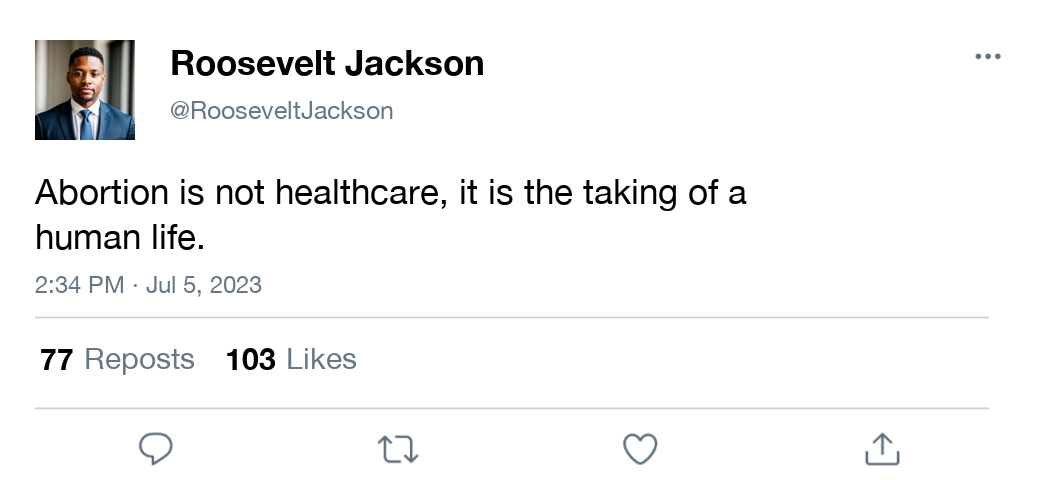 Roosevelt Jackson
@RooseveltJackson
Abortion is not healthcare, it is the taking of a
human life.
2:34 PM · Jul 5, 2023
77 Reposts 103 Likes